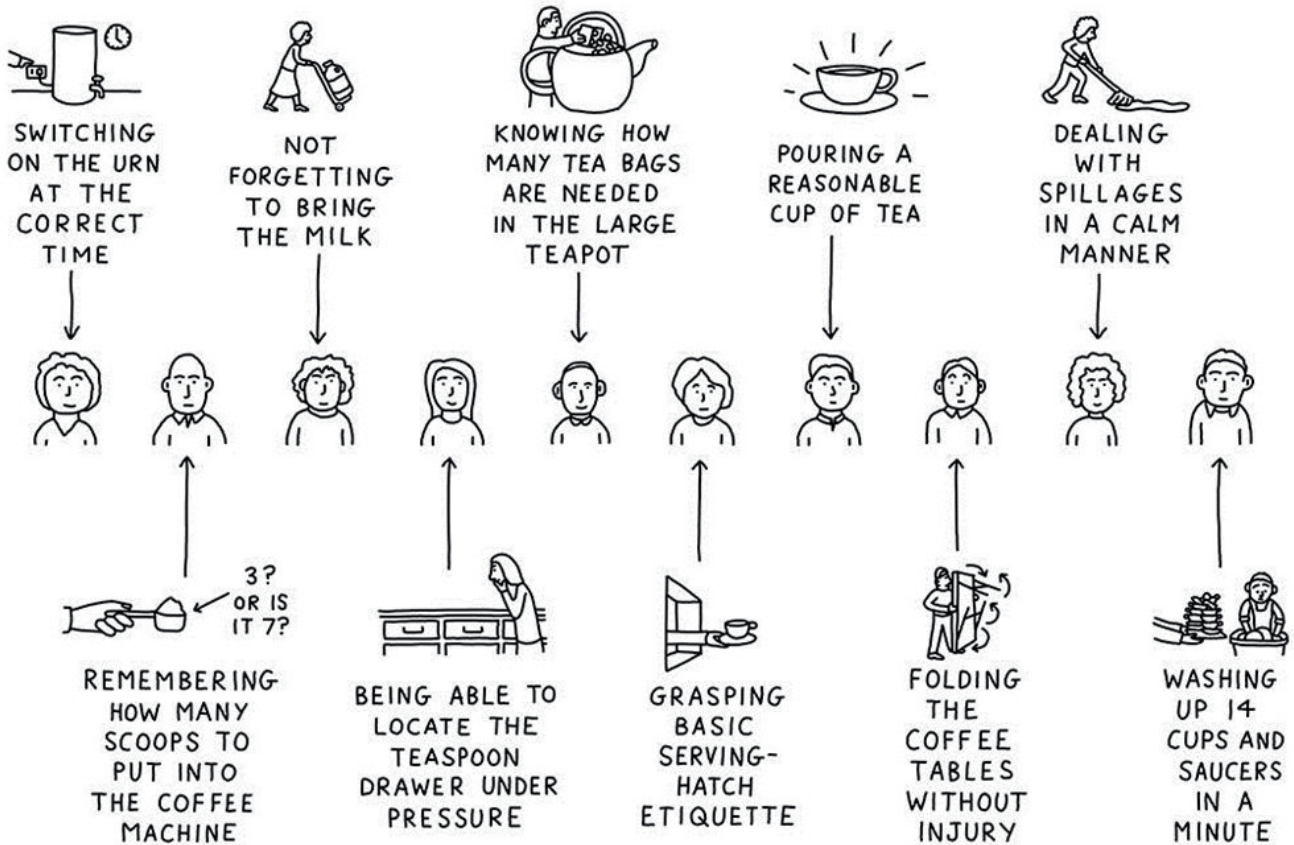 SWITCHING
ON THE URN
AT THE
CORRECT
TIME
NOT
FORGETTING
TO BRING
THE MILK
KNOWING HOW
MANY TEA BAGS
ARE NEEDED
IN THE LARGE
TEAPOT
POURING A
REASONABLE
CUP OF TEA
DEALING
WITH
SPILLAGES
IN A CALM
MANNER
3?
OR IS
IT 7?
REMEMBERING
HOW MANY
SCOOPS TO
PUT INTO
THE COFFEE
MACHINE
BEING ABLE TO
LOCATE THE
TEASPOON
DRAWER UNDER
PRESSURE
GRASPING
BASIC
SERVING-
HATCH
ETIQUETTE
FOLDING
THE
COFFEE
TABLES
WITHOUT
INJURY
WASHING
UP 14
CUPS AND
SAUCERS
IN A
MINUTE